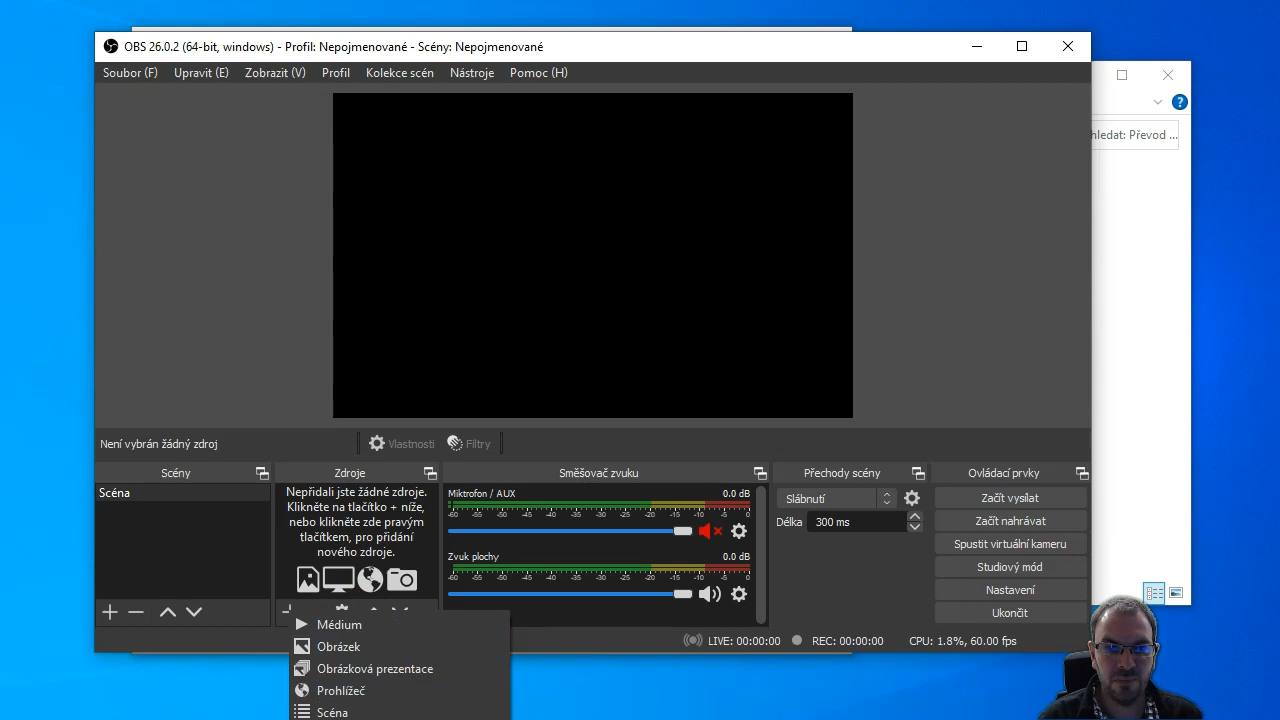 OBS 26.0.2 (64-bit, windows) - Profil: Nepojmenované - Scény: Nepojmenované
Soubor (F) Upravit (E) Zobrazit (V) Profil Kolekce scén Nástroje Pomoc (H)
hledat: Převod ...
Není vybrán žádný zdroj Vlastnosti Filtry
Scény Zdroje Směšovač zvuku Přechody scény Ovládací prvky
Scéna
Nepřidali jste žádné zdroje.
Klikněte na tlačítko + níže,
nebo klikněte zde pravým
tlačítkem, pro přidání
nového zdroje.
Miktrofon / AUX 0.0 dB
-60 -55 -50 -45 -40 -35 -30 -25 -20 -15 -10 -5 0
Zvuk plochy 0.0 dB
-60 -55 -50 -45 -40 -35 -30 -25 -20 -15 -10 -5 0
Slábnutí
Délka 300 ms
Začít vysílat
Začít nahrávat
Spustit virtuální kameru
Studiový mód
Nastavení
Ukončit
LIVE: 00:00:00 REC: 00:00:00 CPU: 1.8%, 60.00 fps
Médium
Obrázek
Obrázková prezentace
Prohlížeč
Scéna